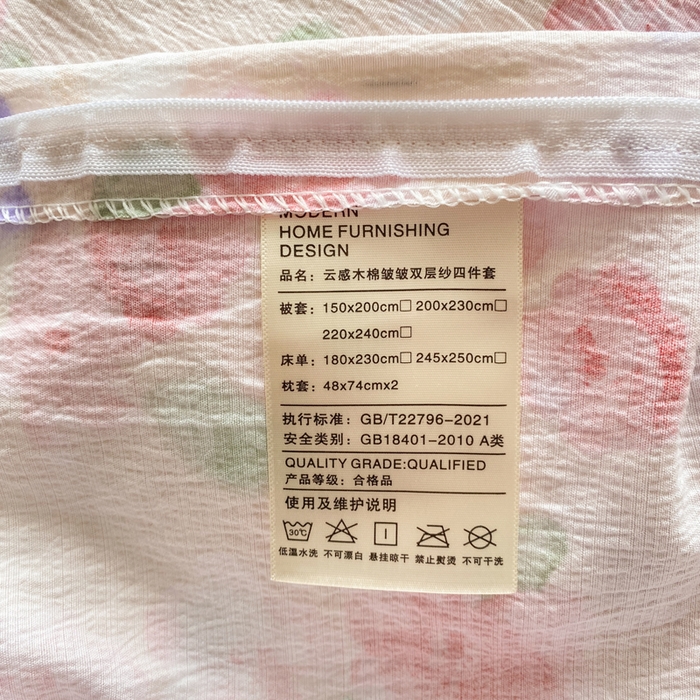 MODERN
HOME FURNISHING
DESIGN
品名：云感木棉皱皱双层纱四件套
被套：150x200cm□ 200x230cm□
220x240cm□
床单：180x230cm□ 245x250cm□
枕套：48x74cmx2
执行标准：GB/T22796-2021
安全类别：GB18401-2010 A类
QUALITY GRADE:QUALIFIED
产品等级：合格品
使用及维护说明
30℃
低温水洗 不可漂白 悬挂晾干 禁止熨烫 不可干洗